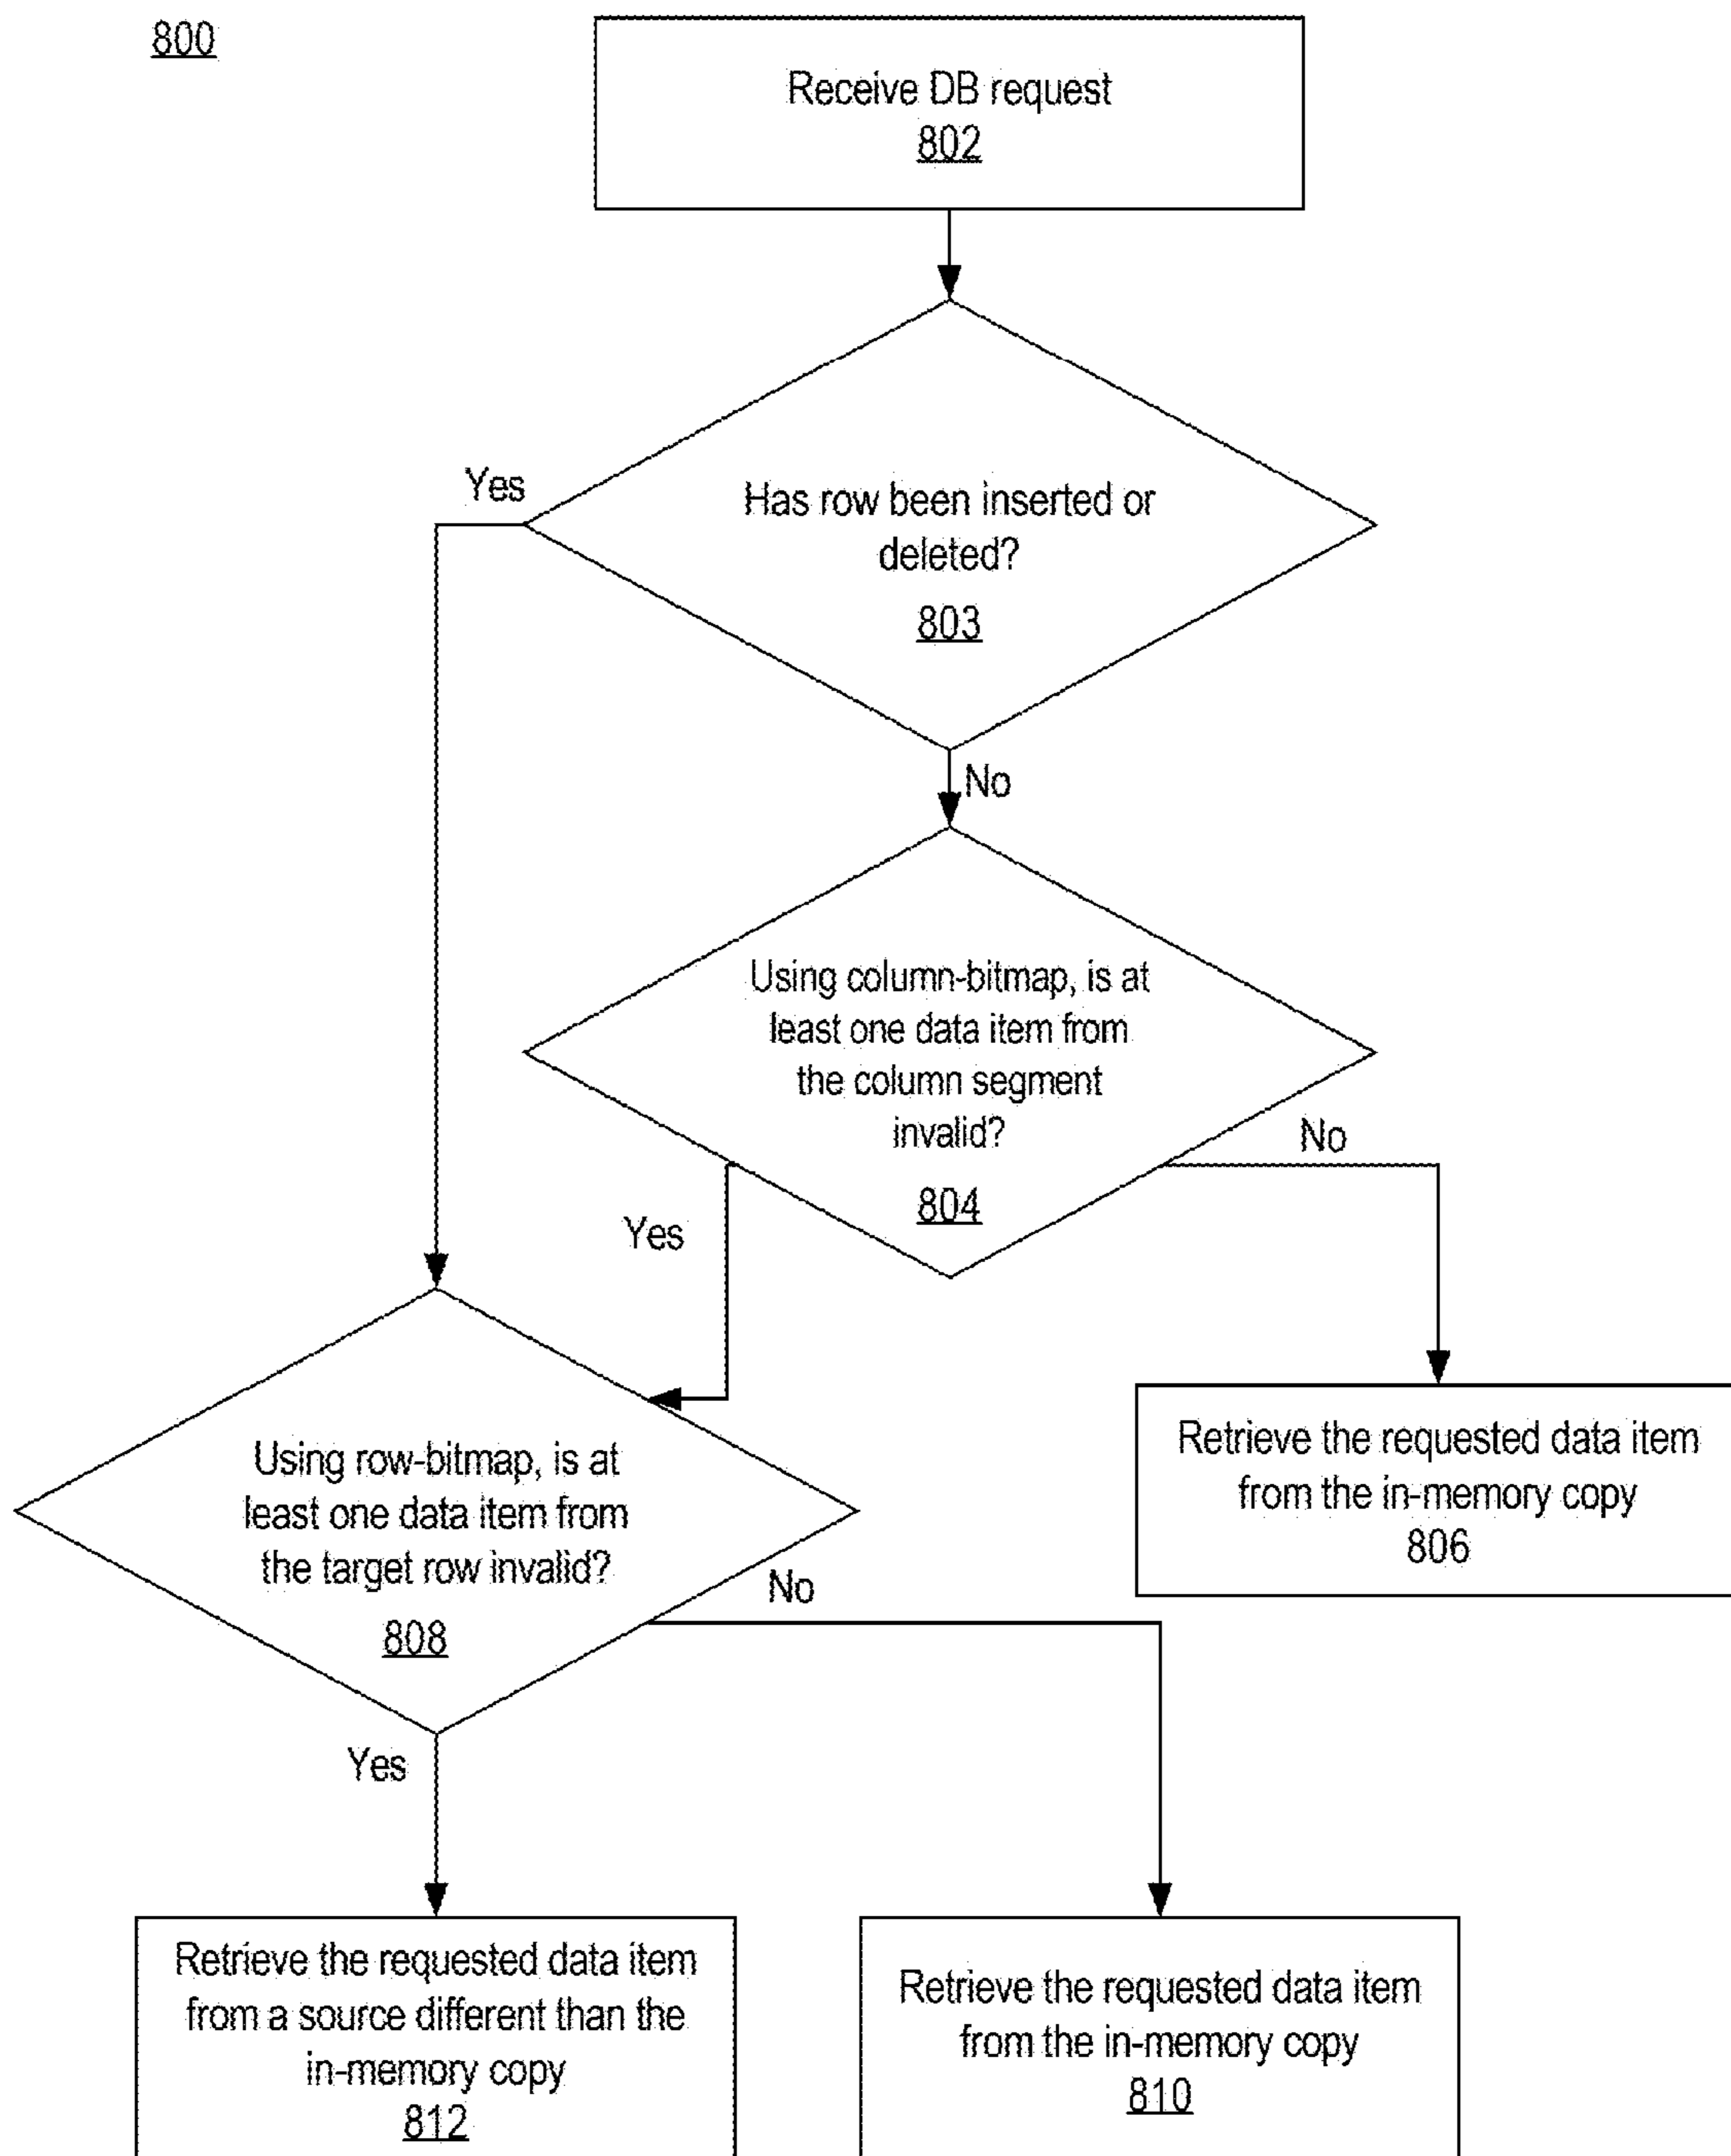 800
Receive DB request
802
Yes
Has row been inserted or
deleted?
803
No
Using column-bitmap, is at
least one data item from
the column segment
invalid?
804
No
Yes
Retrieve the requested data item
from the in-memory copy
806
Using row-bitmap, is at
least one data item from
the target row invalid?
808
No
Yes
Retrieve the requested data item
from a source different than the
in-memory copy
812
Retrieve the requested data item
from the in-memory copy
810